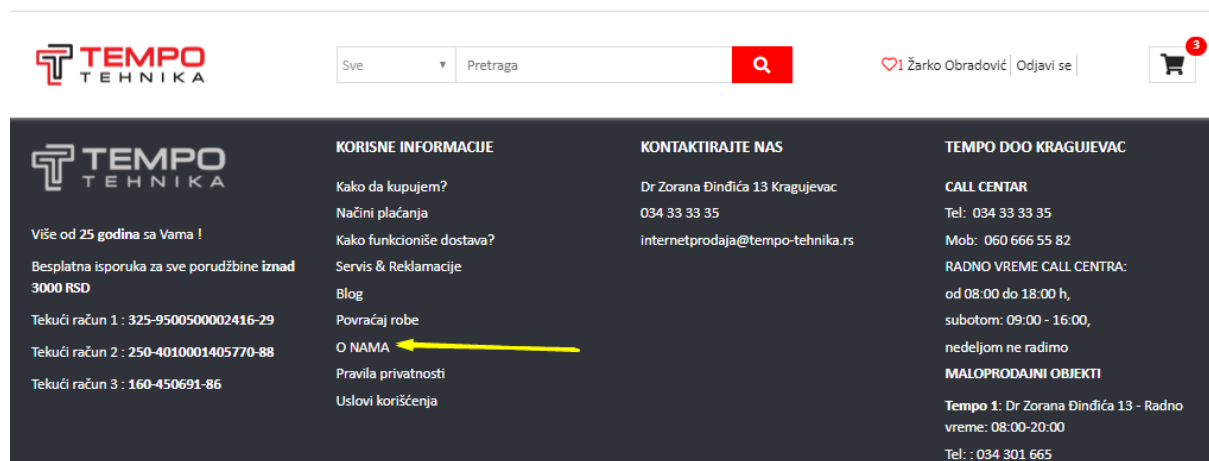 TEMPO
TEHNIKA
Sve
Pretraga
1 Žarko Obradović
Odjavi se
3
TEMPO
TEHNIKA
Više od 25 godina sa Vama !
Besplatna isporuka za sve porudžbine iznad
3000 RSD
Tekući račun 1 : 325-9500500002416-29
Tekući račun 2 : 250-4010001405770-88
Tekući račun 3 : 160-450691-86
KORISNE INFORMACIJE
Kako da kupujem?
Načini plaćanja
Kako funkcioniše dostava?
Servis & Reklamacije
Blog
Povraćaj robe
O NAMA
Pravila privatnosti
Uslovi korišćenja
KONTAKTIRAJTE NAS
Dr Zorana Đinđića 13 Kragujevac
034 33 33 35
internetprodaja@tempo-tehnika.rs
TEMPO DOO KRAGUJEVAC
CALL CENTAR
Tel: 034 33 33 35
Mob: 060 666 55 82
RADNO VREME CALL CENTRA:
od 08:00 do 18:00 h,
subotom: 09:00 - 16:00,
nedeljom ne radimo
MALOPRODAJNI OBJEKTI
Tempo 1: Dr Zorana Đinđića 13 - Radno
vreme: 08:00-20:00
Tel: : 034 301 665